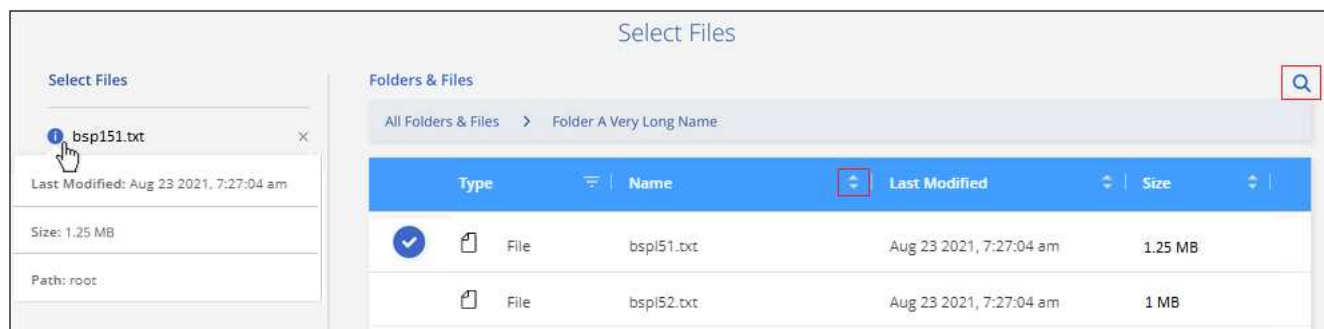 Select Files
Select Files
bsp151.txt
Last Modified: Aug 23 2021, 7:27:04 am
Size: 1.25 MB
Path: root
Folders & Files
All Folders & Files > Folder A Very Long Name
Type Name Last Modified Size
File bspl51.txt Aug 23 2021, 7:27:04 am 1.25 MB
File bspl52.txt Aug 23 2021, 7:27:04 am 1 MB